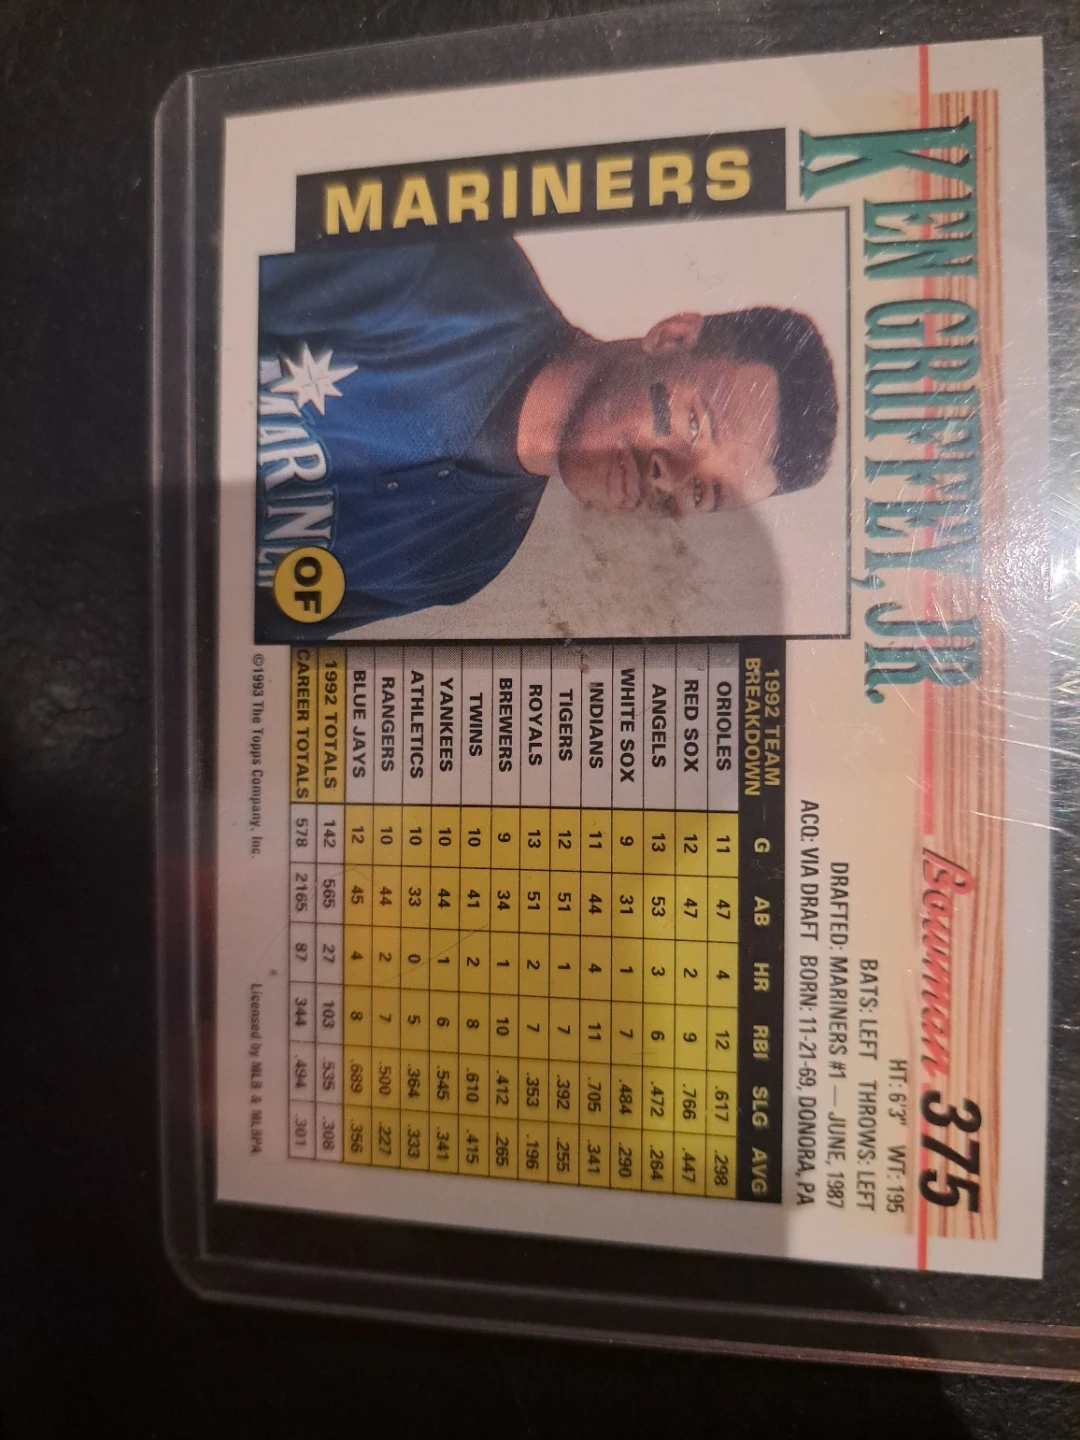 KEN GRIFFEY, JR.
Bowman 375
HT: 6'3" WT: 195
BATS: LEFT THROWS: LEFT
DRAFTED: MARINERS #1 — JUNE, 1987
ACQ: VIA DRAFT BORN: 11-21-69, DONORA, PA
MARINERS
MARINE
OF
1992 TEAM BREAKDOWN G AB HR RBI SLG AVG
ORIOLES 11 47 4 12 .617 .298
RED SOX 12 47 2 9 .766 .447
ANGELS 13 53 3 6 .472 .264
WHITE SOX 9 31 1 7 .484 .290
INDIANS 11 44 4 11 .705 .341
TIGERS 12 51 1 7 .392 .255
ROYALS 13 51 2 7 .353 .196
BREWERS 9 34 1 10 .412 .265
TWINS 10 41 2 8 .610 .415
YANKEES 10 44 1 6 .545 .341
ATHLETICS 10 33 0 5 .364 .333
RANGERS 10 44 2 7 .500 .227
BLUE JAYS 12 45 4 8 .689 .356
1992 TOTALS 142 565 27 103 .535 .308
CAREER TOTALS 578 2165 87 344 .494 .301
©1993 The Topps Company, Inc. Licensed by MLB & MLBPA